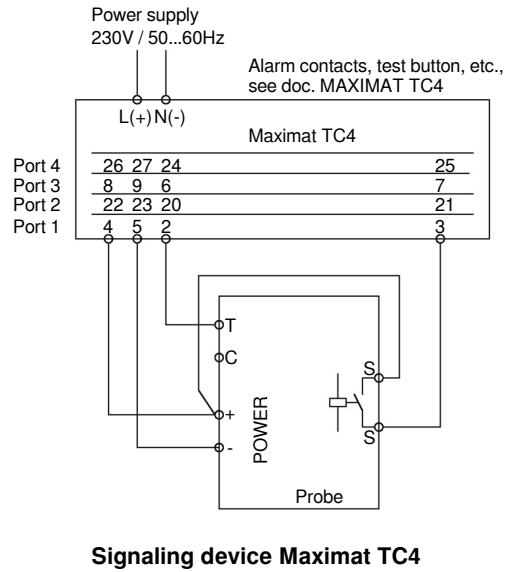 Power supply
230V / 50...60Hz
Alarm contacts, test button, etc.,
see doc. MAXIMAT TC4
L(+) N(-)
Maximat TC4
Port 4 26 27 24 25
Port 3 8 9 6 7
Port 2 22 23 20 21
Port 1 4 5 2 3
T
C
S
+
S
-
POWER
Probe
Signaling device Maximat TC4